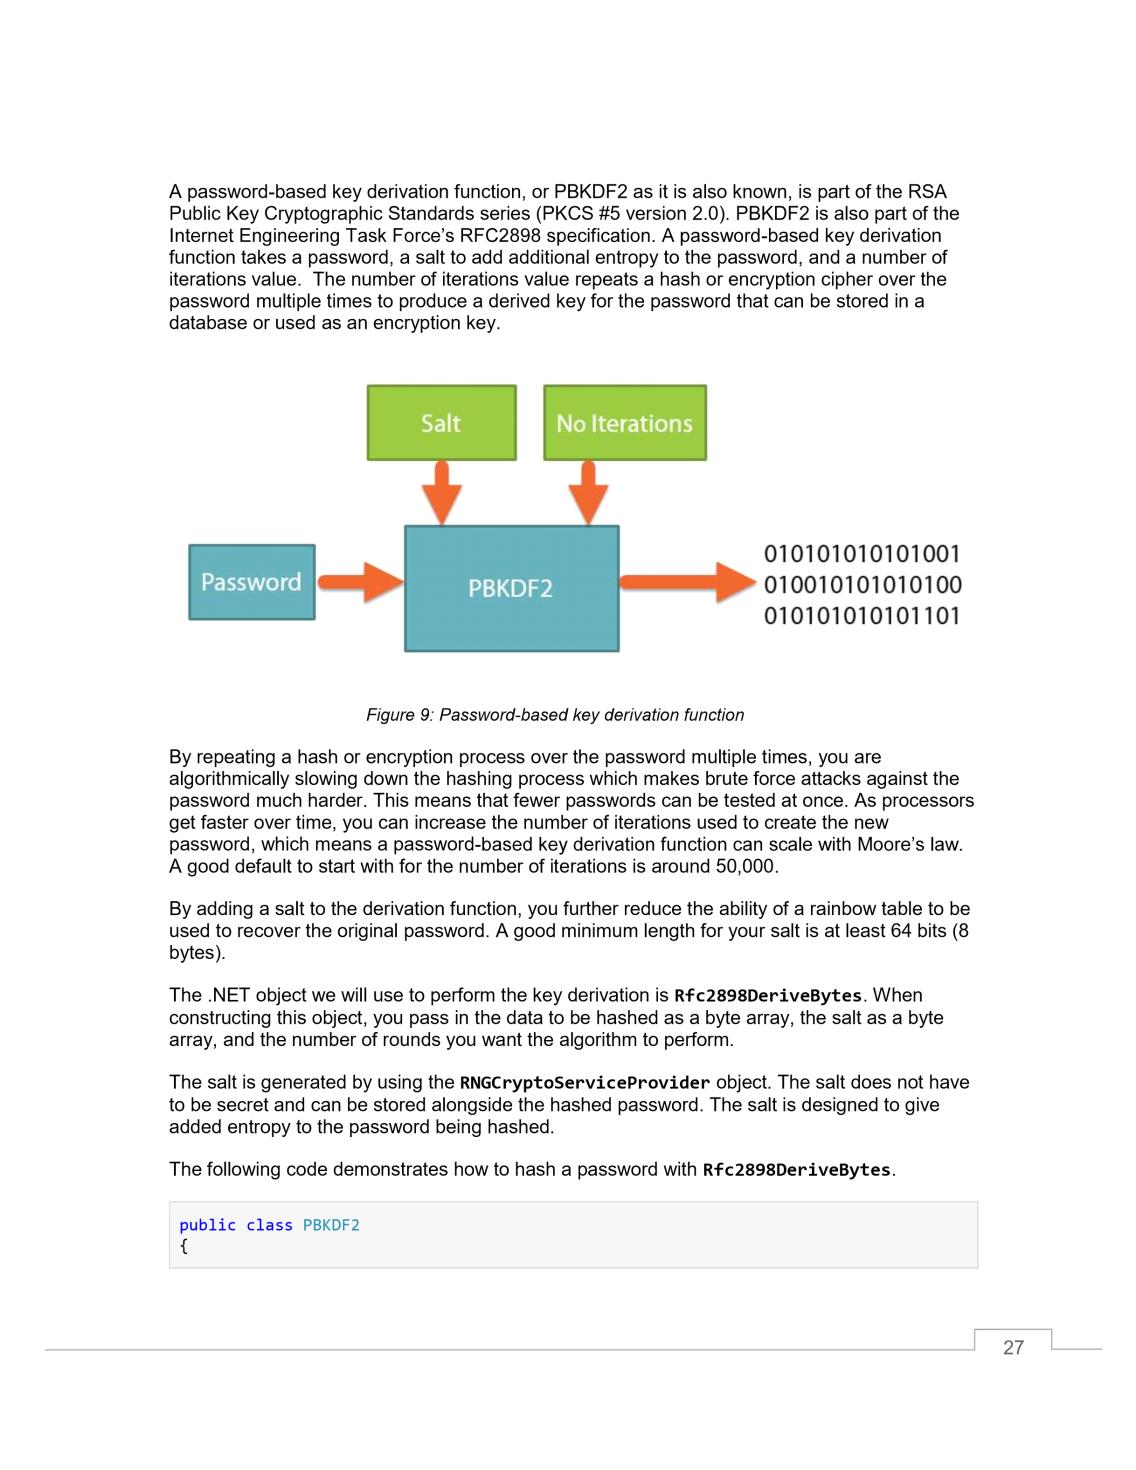 A password-based key derivation function, or PBKDF2 as it is also known, is part of the RSA
Public Key Cryptographic Standards series (PKCS #5 version 2.0). PBKDF2 is also part of the
Internet Engineering Task Force’s RFC2898 specification. A password-based key derivation
function takes a password, a salt to add additional entropy to the password, and a number of
iterations value.  The number of iterations value repeats a hash or encryption cipher over the
password multiple times to produce a derived key for the password that can be stored in a
database or used as an encryption key.
Salt
No Iterations
Password
PBKDF2
010101010101001
010010101010100
010101010101101
Figure 9: Password-based key derivation function
By repeating a hash or encryption process over the password multiple times, you are
algorithmically slowing down the hashing process which makes brute force attacks against the
password much harder. This means that fewer passwords can be tested at once. As processors
get faster over time, you can increase the number of iterations used to create the new
password, which means a password-based key derivation function can scale with Moore’s law.
A good default to start with for the number of iterations is around 50,000.
By adding a salt to the derivation function, you further reduce the ability of a rainbow table to be
used to recover the original password. A good minimum length for your salt is at least 64 bits (8
bytes).
The .NET object we will use to perform the key derivation is Rfc2898DeriveBytes. When
constructing this object, you pass in the data to be hashed as a byte array, the salt as a byte
array, and the number of rounds you want the algorithm to perform.
The salt is generated by using the RNGCryptoServiceProvider object. The salt does not have
to be secret and can be stored alongside the hashed password. The salt is designed to give
added entropy to the password being hashed.
The following code demonstrates how to hash a password with Rfc2898DeriveBytes.
public class PBKDF2
{
27